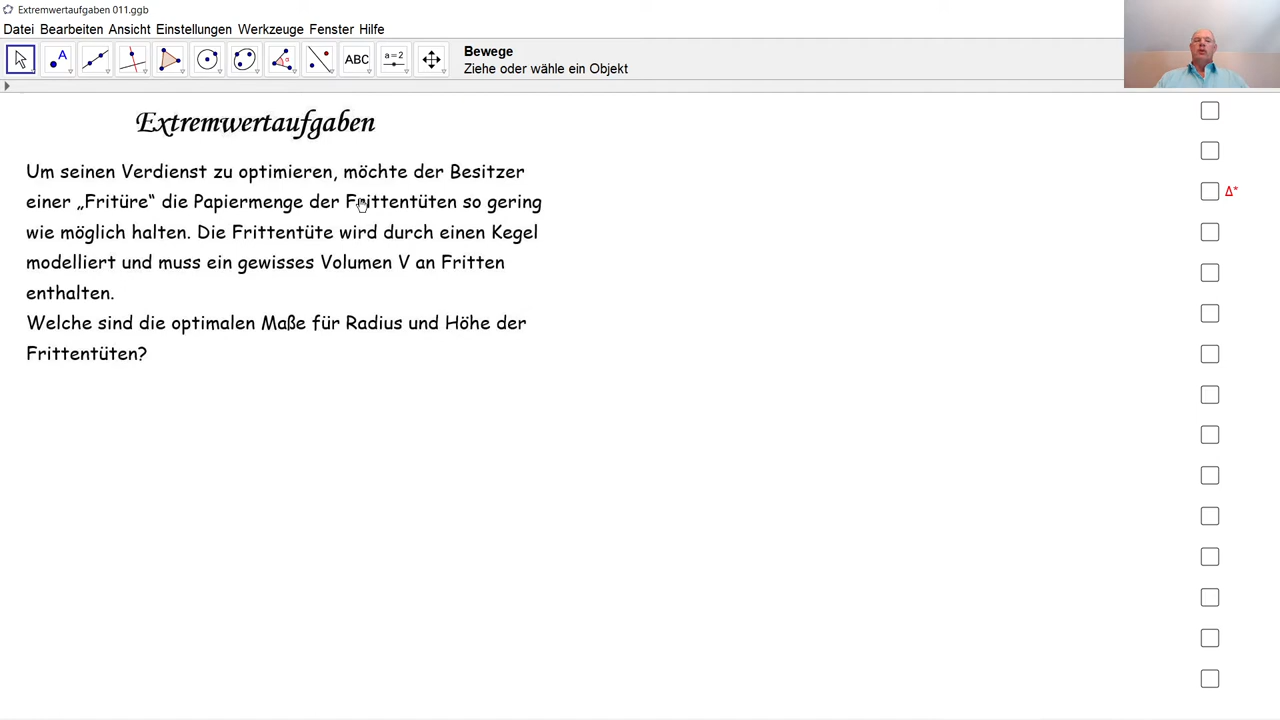 Extremwertaufgaben 011.ggb
Datei Bearbeiten Ansicht Einstellungen Werkzeuge Fenster Hilfe
A
ABC
a=2
Bewege
Ziehe oder wähle ein Objekt
Extremwertaufgaben
Um seinen Verdienst zu optimieren, möchte der Besitzer
einer „Fritüre“ die Papiermenge der Frittentüten so gering
wie möglich halten. Die Frittentüte wird durch einen Kegel
modelliert und muss ein gewisses Volumen V an Fritten
enthalten.
Welche sind die optimalen Maße für Radius und Höhe der
Frittentüten?
Δ*